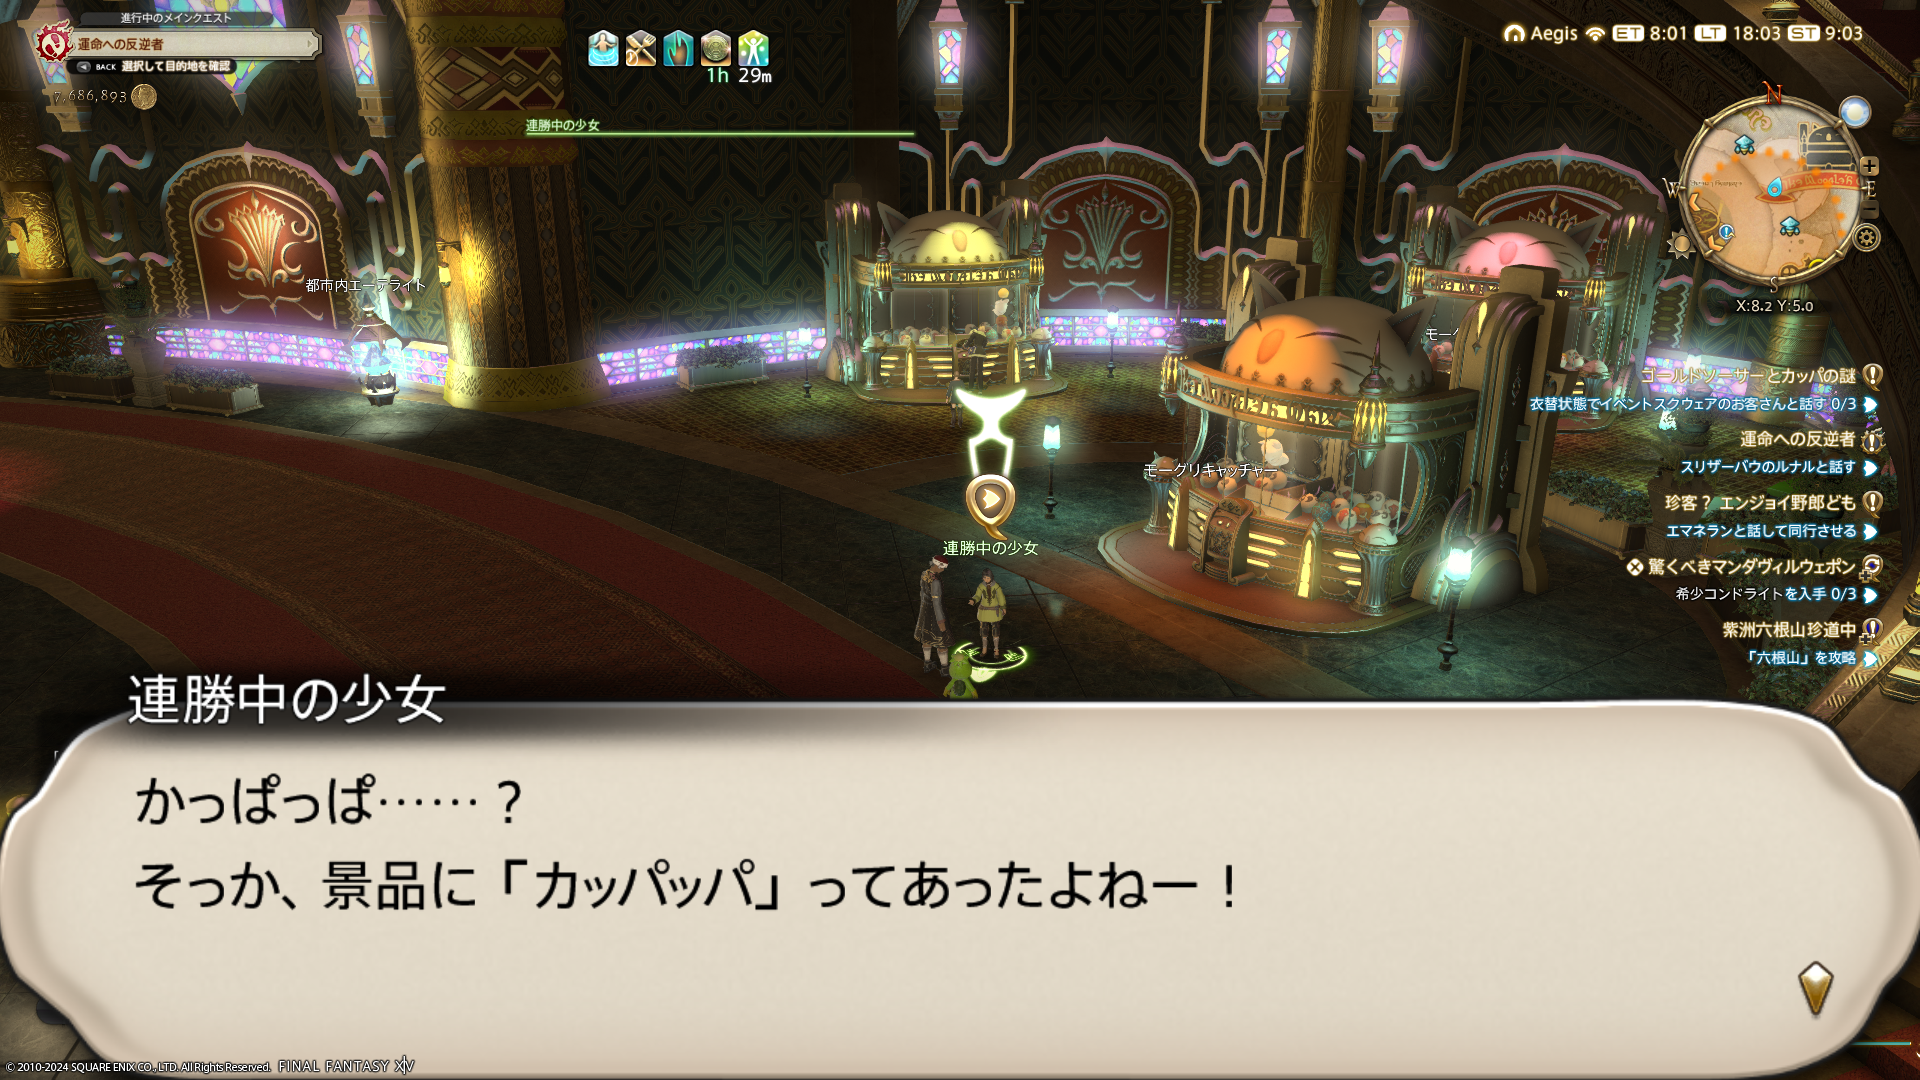 進行中のメインクエスト
運命への反逆者
BACK 選択して目的地を確認
7,686,893
1h 29m
連勝中の少女
Aegis ET 8:01 LT 18:03 ST 9:03
N
W
E
S
X:8.2 Y:5.0
都市内エーテライト
モーグリキャッチャー
連勝中の少女
ゴールドソーサーとカッパの謎
衣替状態でイベントスクウェアのお客さんと話す 0/3
運命への反逆者
スリザーバウのルナルと話す
珍客？ エンジョイ野郎ども
エマネランと話して同行させる
驚くべきマンダヴィルウェポン
希少コンドライトを入手 0/3
紫洲六根山珍道中
「六根山」を攻略
連勝中の少女
かっぱっぱ……？
そっか、景品に「カッパッパ」ってあったよねー！
© 2010-2024 SQUARE ENIX CO., LTD. All Rights Reserved. FINAL FANTASY XIV